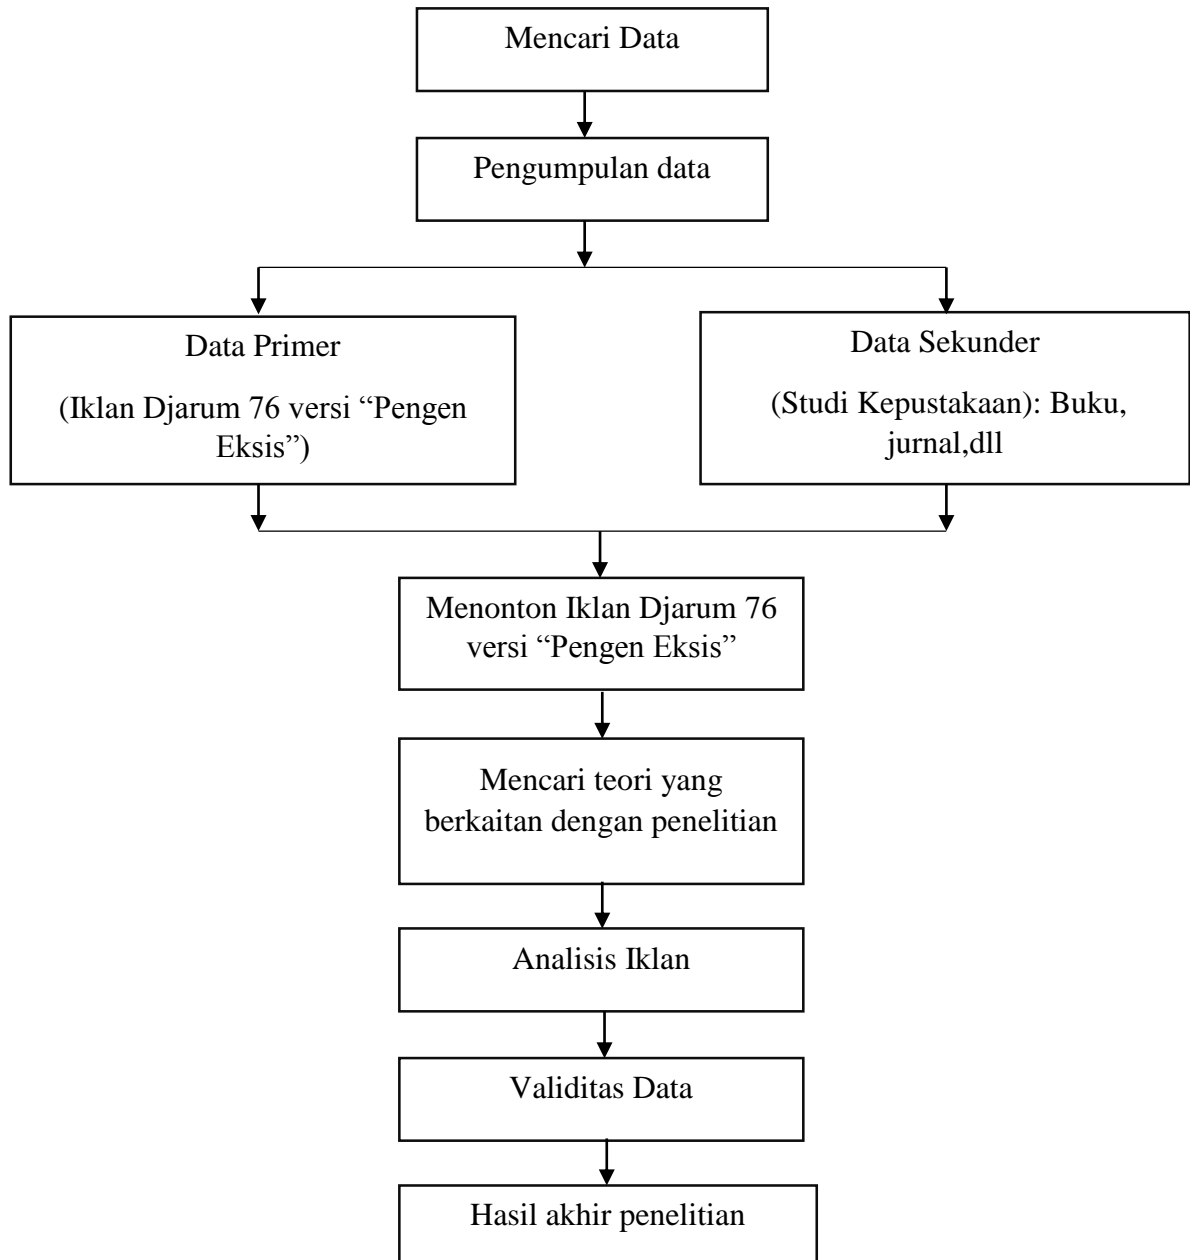 Mencari Data
Pengumpulan data
Data Primer
(Iklan Djarum 76 versi “Pengen
Eksis”)
Data Sekunder
(Studi Kepustakaan): Buku,
jurnal,dll
Menonton Iklan Djarum 76
versi “Pengen Eksis”
Mencari teori yang
berkaitan dengan penelitian
Analisis Iklan
Validitas Data
Hasil akhir penelitian